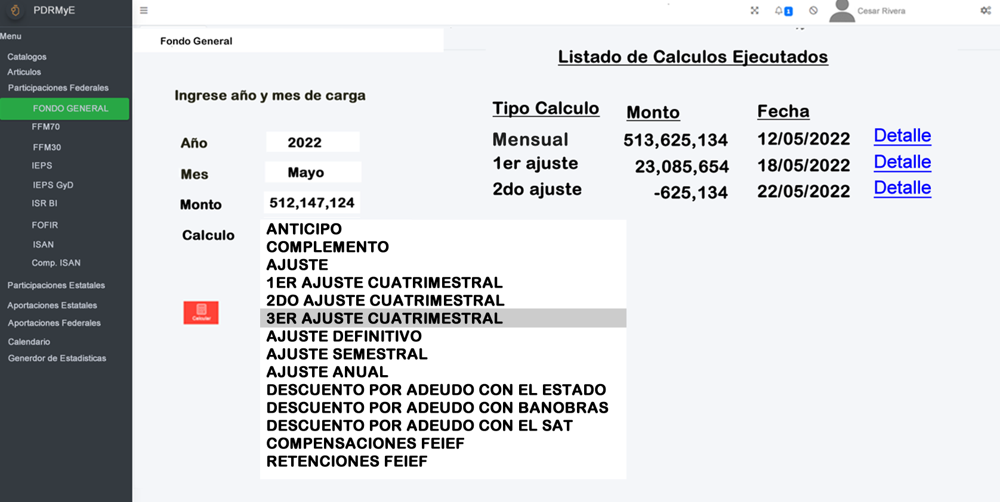 PDRMyE
1
Cesar Rivera
Menu
Catalogos
Articulos
Participaciones Federales
FONDO GENERAL
FFM70
FFM30
IEPS
IEPS GyD
ISR BI
FOFIR
ISAN
Comp. ISAN
Participaciones Estatales
Aportaciones Estatales
Aportaciones Federales
Calendario
Generdor de Estadisticas
Fondo General
Ingrese año y mes de carga
Año 2022
Mes Mayo
Monto 512,147,124
Calculo
ANTICIPO
COMPLEMENTO
AJUSTE
1ER AJUSTE CUATRIMESTRAL
2DO AJUSTE CUATRIMESTRAL
3ER AJUSTE CUATRIMESTRAL
AJUSTE DEFINITIVO
AJUSTE SEMESTRAL
AJUSTE ANUAL
DESCUENTO POR ADEUDO CON EL ESTADO
DESCUENTO POR ADEUDO CON BANOBRAS
DESCUENTO POR ADEUDO CON EL SAT
COMPENSACIONES FEIEF
RETENCIONES FEIEF
Calcular
Listado de Calculos Ejecutados
Tipo Calculo Monto Fecha
Mensual 513,625,134 12/05/2022 Detalle
1er ajuste 23,085,654 18/05/2022 Detalle
2do ajuste -625,134 22/05/2022 Detalle